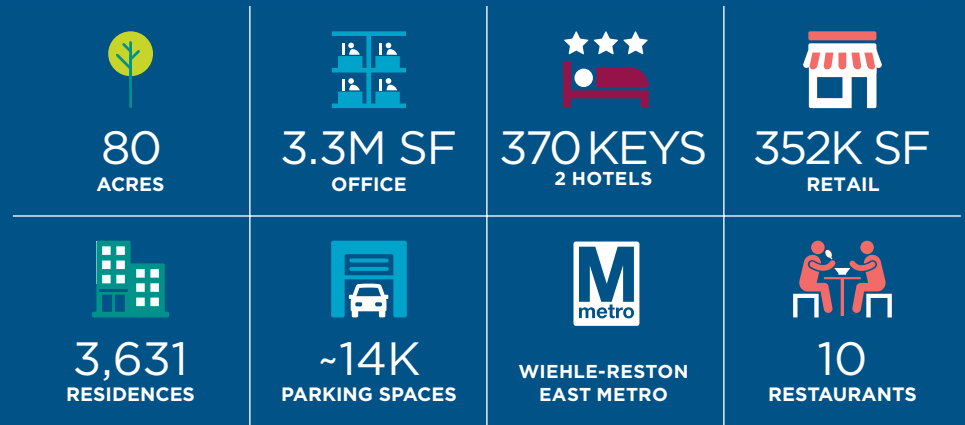 80
ACRES
3.3M SF
OFFICE
370 KEYS
2 HOTELS
352K SF
RETAIL
3,631
RESIDENCES
~14K
PARKING SPACES
M
metro
WIEHLE-RESTON
EAST METRO
10
RESTAURANTS